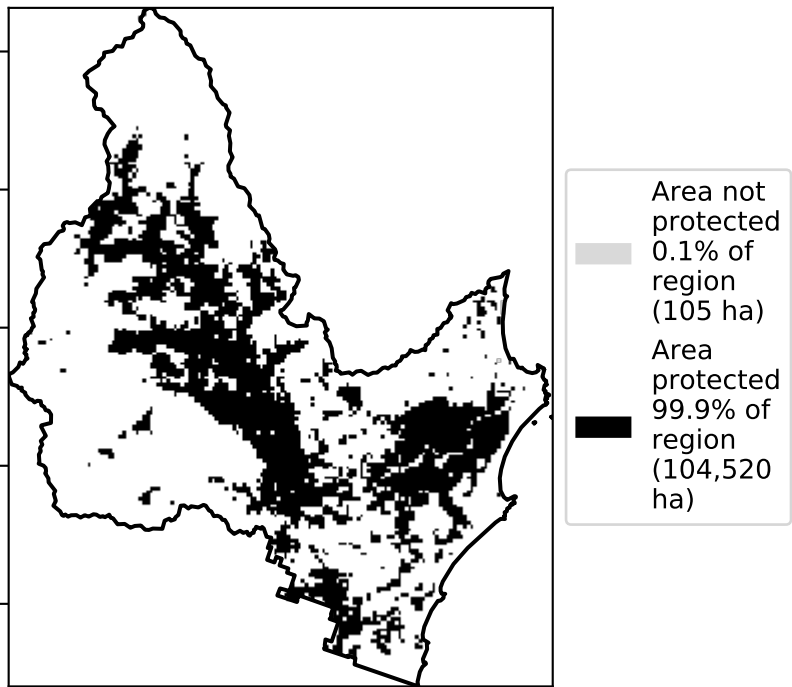 Area not
protected
0.1% of
region
(105 ha)
Area
protected
99.9% of
region
(104,520
ha)